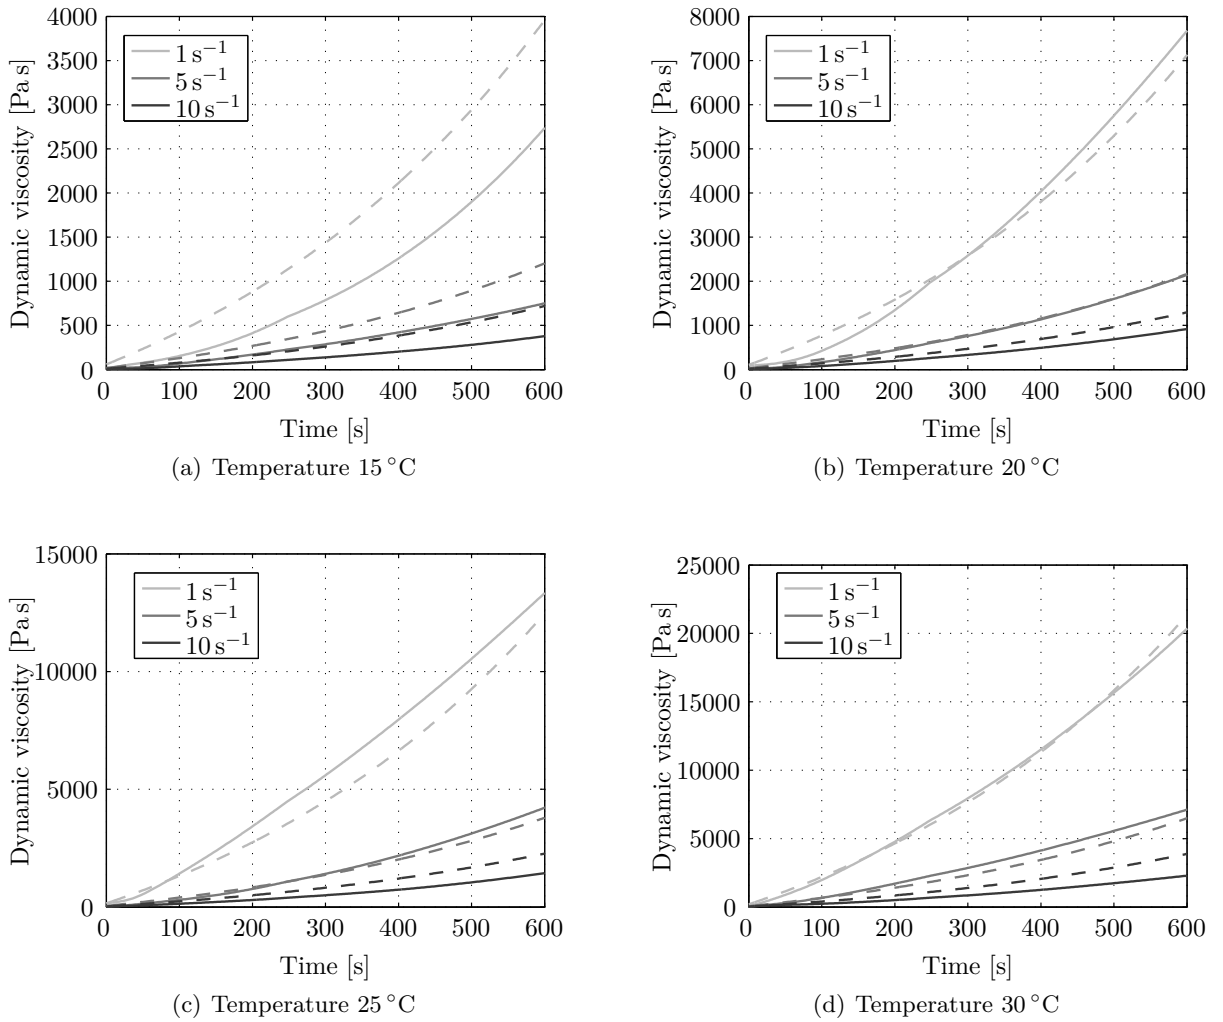 4000
3500
3000
2500
2000
1500
1000
500
0
Dynamic viscosity [Pa s]
1 s⁻¹
5 s⁻¹
10 s⁻¹
0 100 200 300 400 500 600
Time [s]
(a) Temperature 15 °C
8000
7000
6000
5000
4000
3000
2000
1000
0
Dynamic viscosity [Pa s]
1 s⁻¹
5 s⁻¹
10 s⁻¹
0 100 200 300 400 500 600
Time [s]
(b) Temperature 20 °C
15000
10000
5000
0
Dynamic viscosity [Pa s]
1 s⁻¹
5 s⁻¹
10 s⁻¹
0 100 200 300 400 500 600
Time [s]
(c) Temperature 25 °C
25000
20000
15000
10000
5000
0
Dynamic viscosity [Pa s]
1 s⁻¹
5 s⁻¹
10 s⁻¹
0 100 200 300 400 500 600
Time [s]
(d) Temperature 30 °C